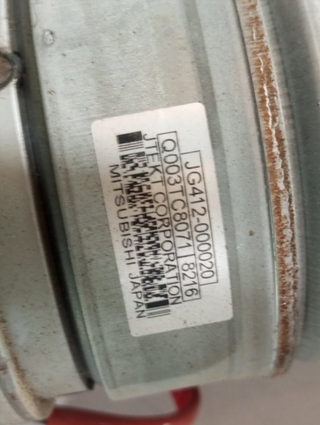 JG412-000020
Q003TC8071 8216
JTEKT CORPORATION
MITSUBISHI JAPAN